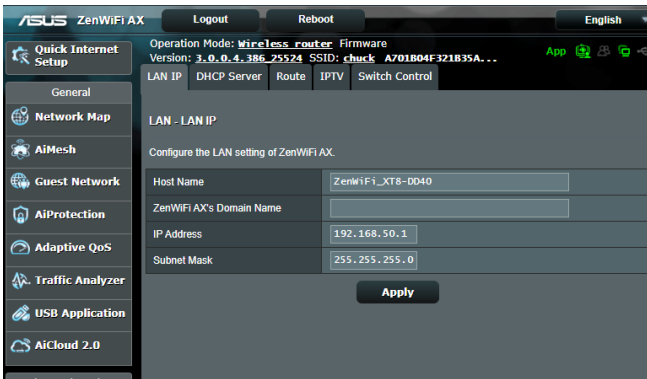 ASUS ZenWiFi AX Logout Reboot English
Quick Internet Setup
Operation Mode: Wireless router Firmware
Version: 3.0.0.4.386_25524 SSID: chuck A701B04F321B35A...
App
LAN IP DHCP Server Route IPTV Switch Control
General
Network Map
AiMesh
Guest Network
AiProtection
Adaptive QoS
Traffic Analyzer
USB Application
AiCloud 2.0
LAN - LAN IP
Configure the LAN setting of ZenWiFi AX.
Host Name ZenWiFi_XT8-DD40
ZenWiFi AX's Domain Name
IP Address 192.168.50.1
Subnet Mask 255.255.255.0
Apply